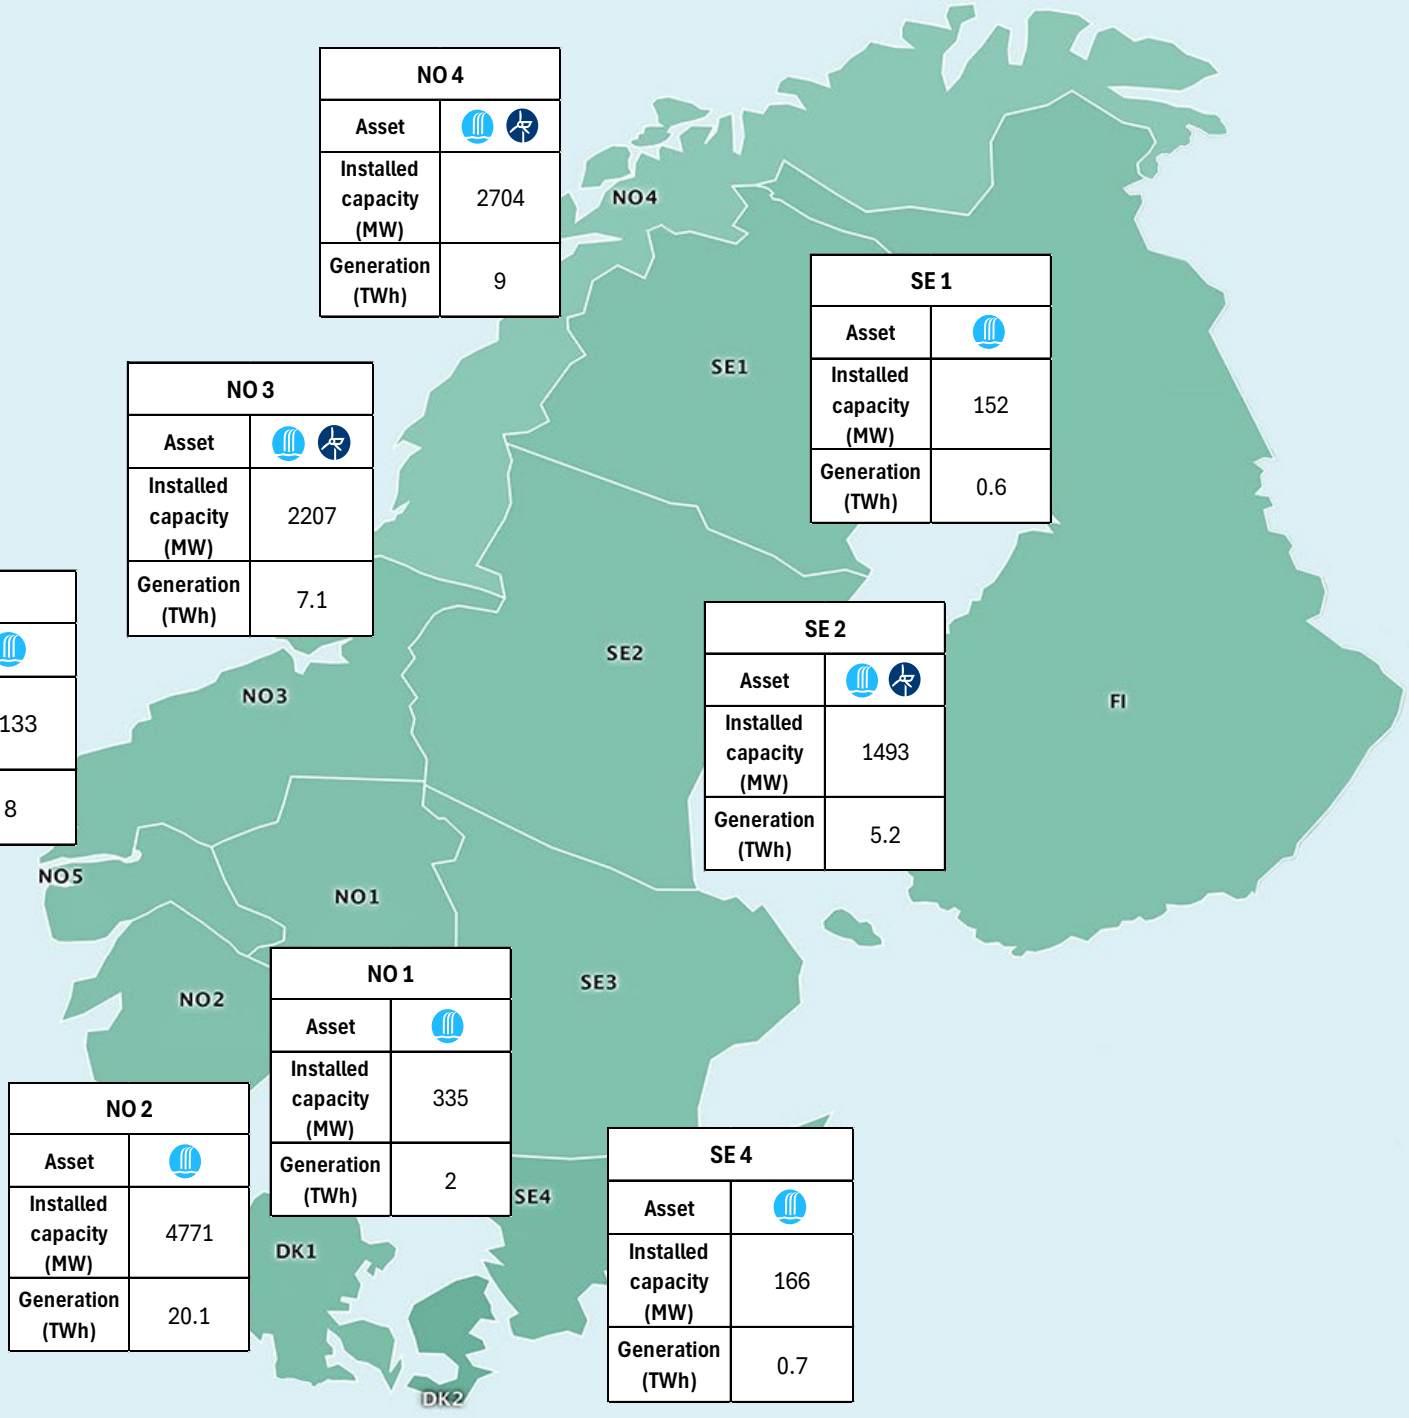 NO 4
Asset
Installed
capacity
(MW)
2704
Generation
(TWh)
9
NO4
SE 1
Asset
Installed
capacity
(MW)
152
Generation
(TWh)
0.6
SE1
NO 3
Asset
Installed
capacity
(MW)
2207
Generation
(TWh)
7.1
133
8
NO3
SE2
SE 2
Asset
Installed
capacity
(MW)
1493
Generation
(TWh)
5.2
FI
NO5
NO1
NO2
SE3
NO 1
Asset
Installed
capacity
(MW)
335
Generation
(TWh)
2
NO 2
Asset
Installed
capacity
(MW)
4771
Generation
(TWh)
20.1
SE4
DK1
SE 4
Asset
Installed
capacity
(MW)
166
Generation
(TWh)
0.7
DK2